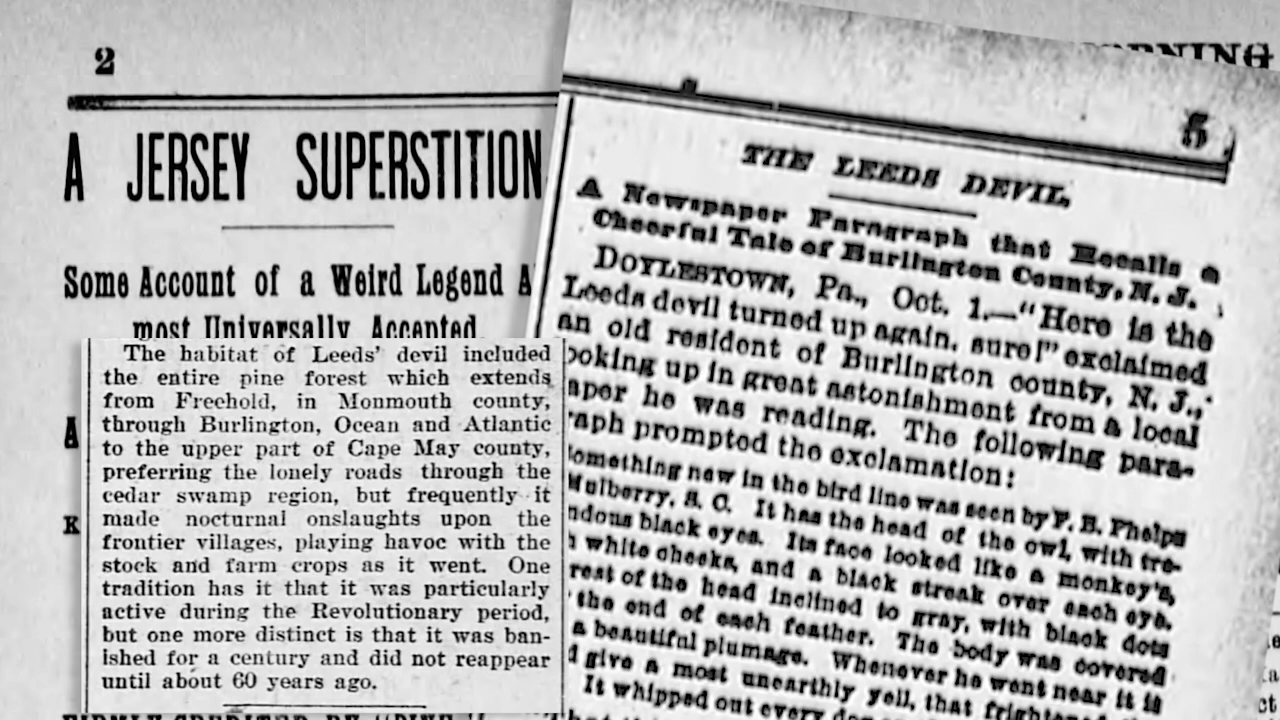 2
A JERSEY SUPERSTITION
Some Account of a Weird Legend A
most Universally Accepted
A
K
The habitat of Leeds' devil included
the entire pine forest which extends
from Freehold, in Monmouth county,
through Burlington, Ocean and Atlantic
to the upper part of Cape May county,
preferring the lonely roads through the
cedar swamp region, but frequently it
made nocturnal onslaughts upon the
frontier villages, playing havoc with the
stock and farm crops as it went. One
tradition has it that it was particularly
active during the Revolutionary period,
but one more distinct is that it was ban-
ished for a century and did not reappear
until about 60 years ago.
5
THE LEEDS DEVIL.
A Newspaper Paragraph that Recalls a
Cheerful Tale of Burlington County, N. J.
DOYLESTOWN, Pa., Oct. 1.—"Here is the
Leeds devil turned up again, sure!" exclaimed
an old resident of Burlington county, N. J.,
ooking up in great astonishment from a local
aper he was reading. The following para-
raph prompted the exclamation:
omething new in the bird line was seen by F. B. Phelps
Mulberry, S. C. It has the head of the owl, with tre-
ndous black eyes. Its face looked like a monkey's,
h white cheeks, and a black streak over each eye.
rest of the head inclined to gray, with black dots
the end of each feather. The body was covered
a beautiful plumage. Whenever he went near it is
d give a most unearthly yell, that frightene
It whipped out every dog